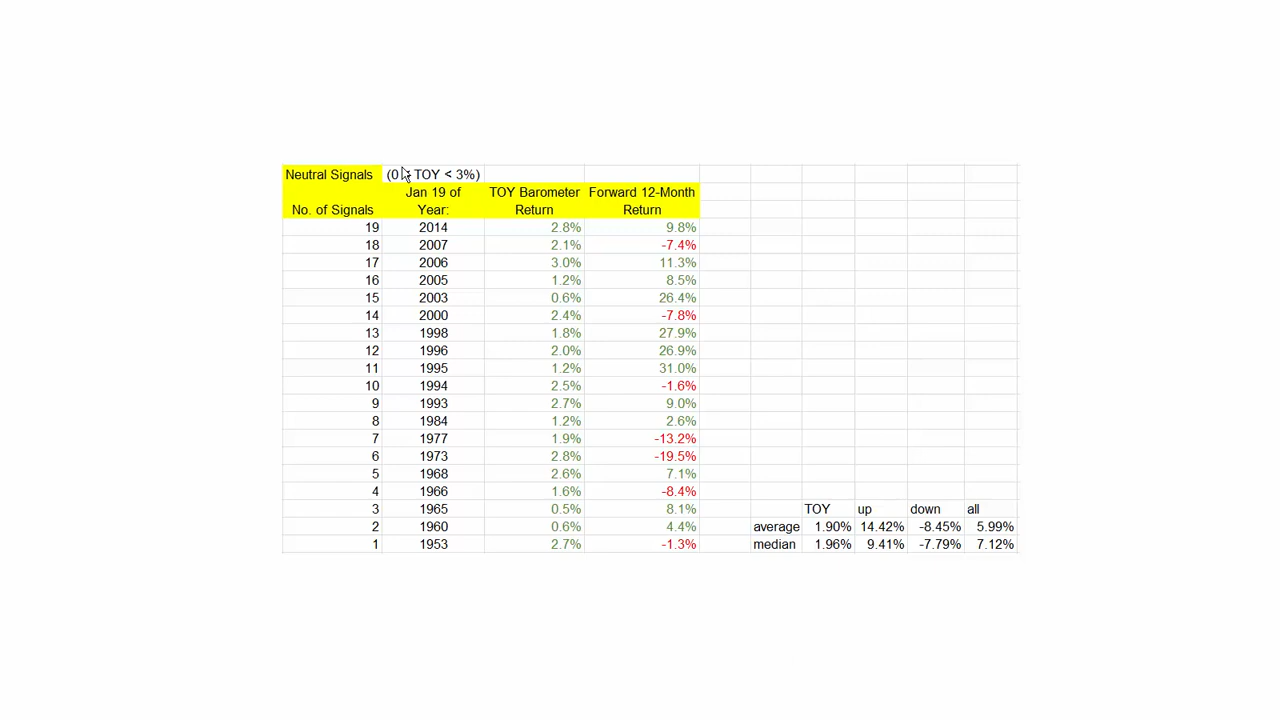 Neutral Signals (0 TOY < 3%)
Jan 19 of TOY Barometer Forward 12-Month
No. of Signals Year: Return Return
19 2014 2.8% 9.8%
18 2007 2.1% -7.4%
17 2006 3.0% 11.3%
16 2005 1.2% 8.5%
15 2003 0.6% 26.4%
14 2000 2.4% -7.8%
13 1998 1.8% 27.9%
12 1996 2.0% 26.9%
11 1995 1.2% 31.0%
10 1994 2.5% -1.6%
9 1993 2.7% 9.0%
8 1984 1.2% 2.6%
7 1977 1.9% -13.2%
6 1973 2.8% -19.5%
5 1968 2.6% 7.1%
4 1966 1.6% -8.4%
3 1965 0.5% 8.1% TOY up down all
2 1960 0.6% 4.4% average 1.90% 14.42% -8.45% 5.99%
1 1953 2.7% -1.3% median 1.96% 9.41% -7.79% 7.12%